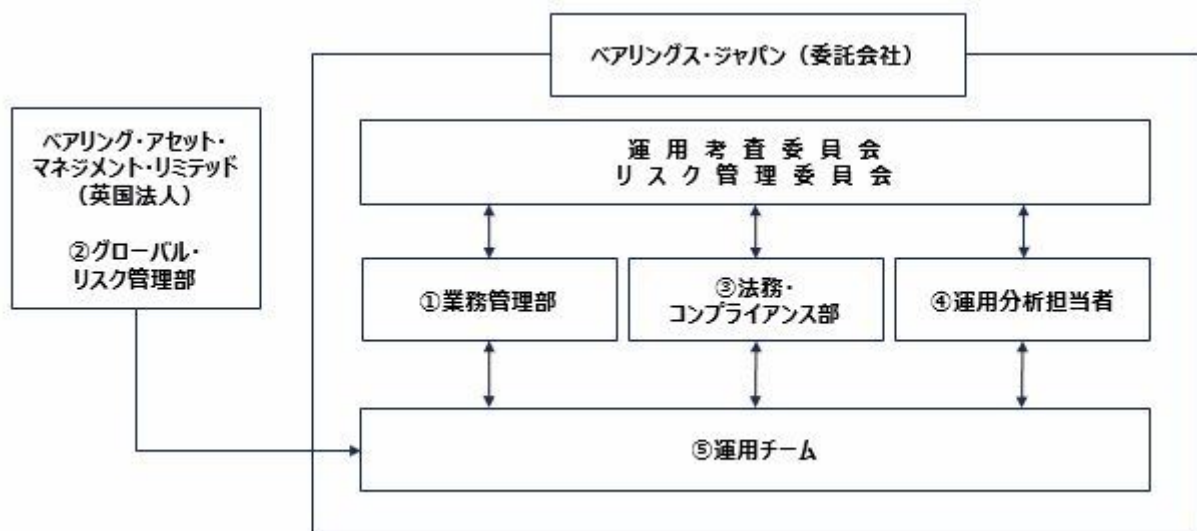 ベアリングス・ジャパン（委託会社）
ベアリング・アセット・
マネジメント・リミテッド
（英国法人）
②グローバル・
リスク管理部
運用考査委員会
リスク管理委員会
①業務管理部
③法務・
コンプライアンス部
④運用分析担当者
⑤運用チーム